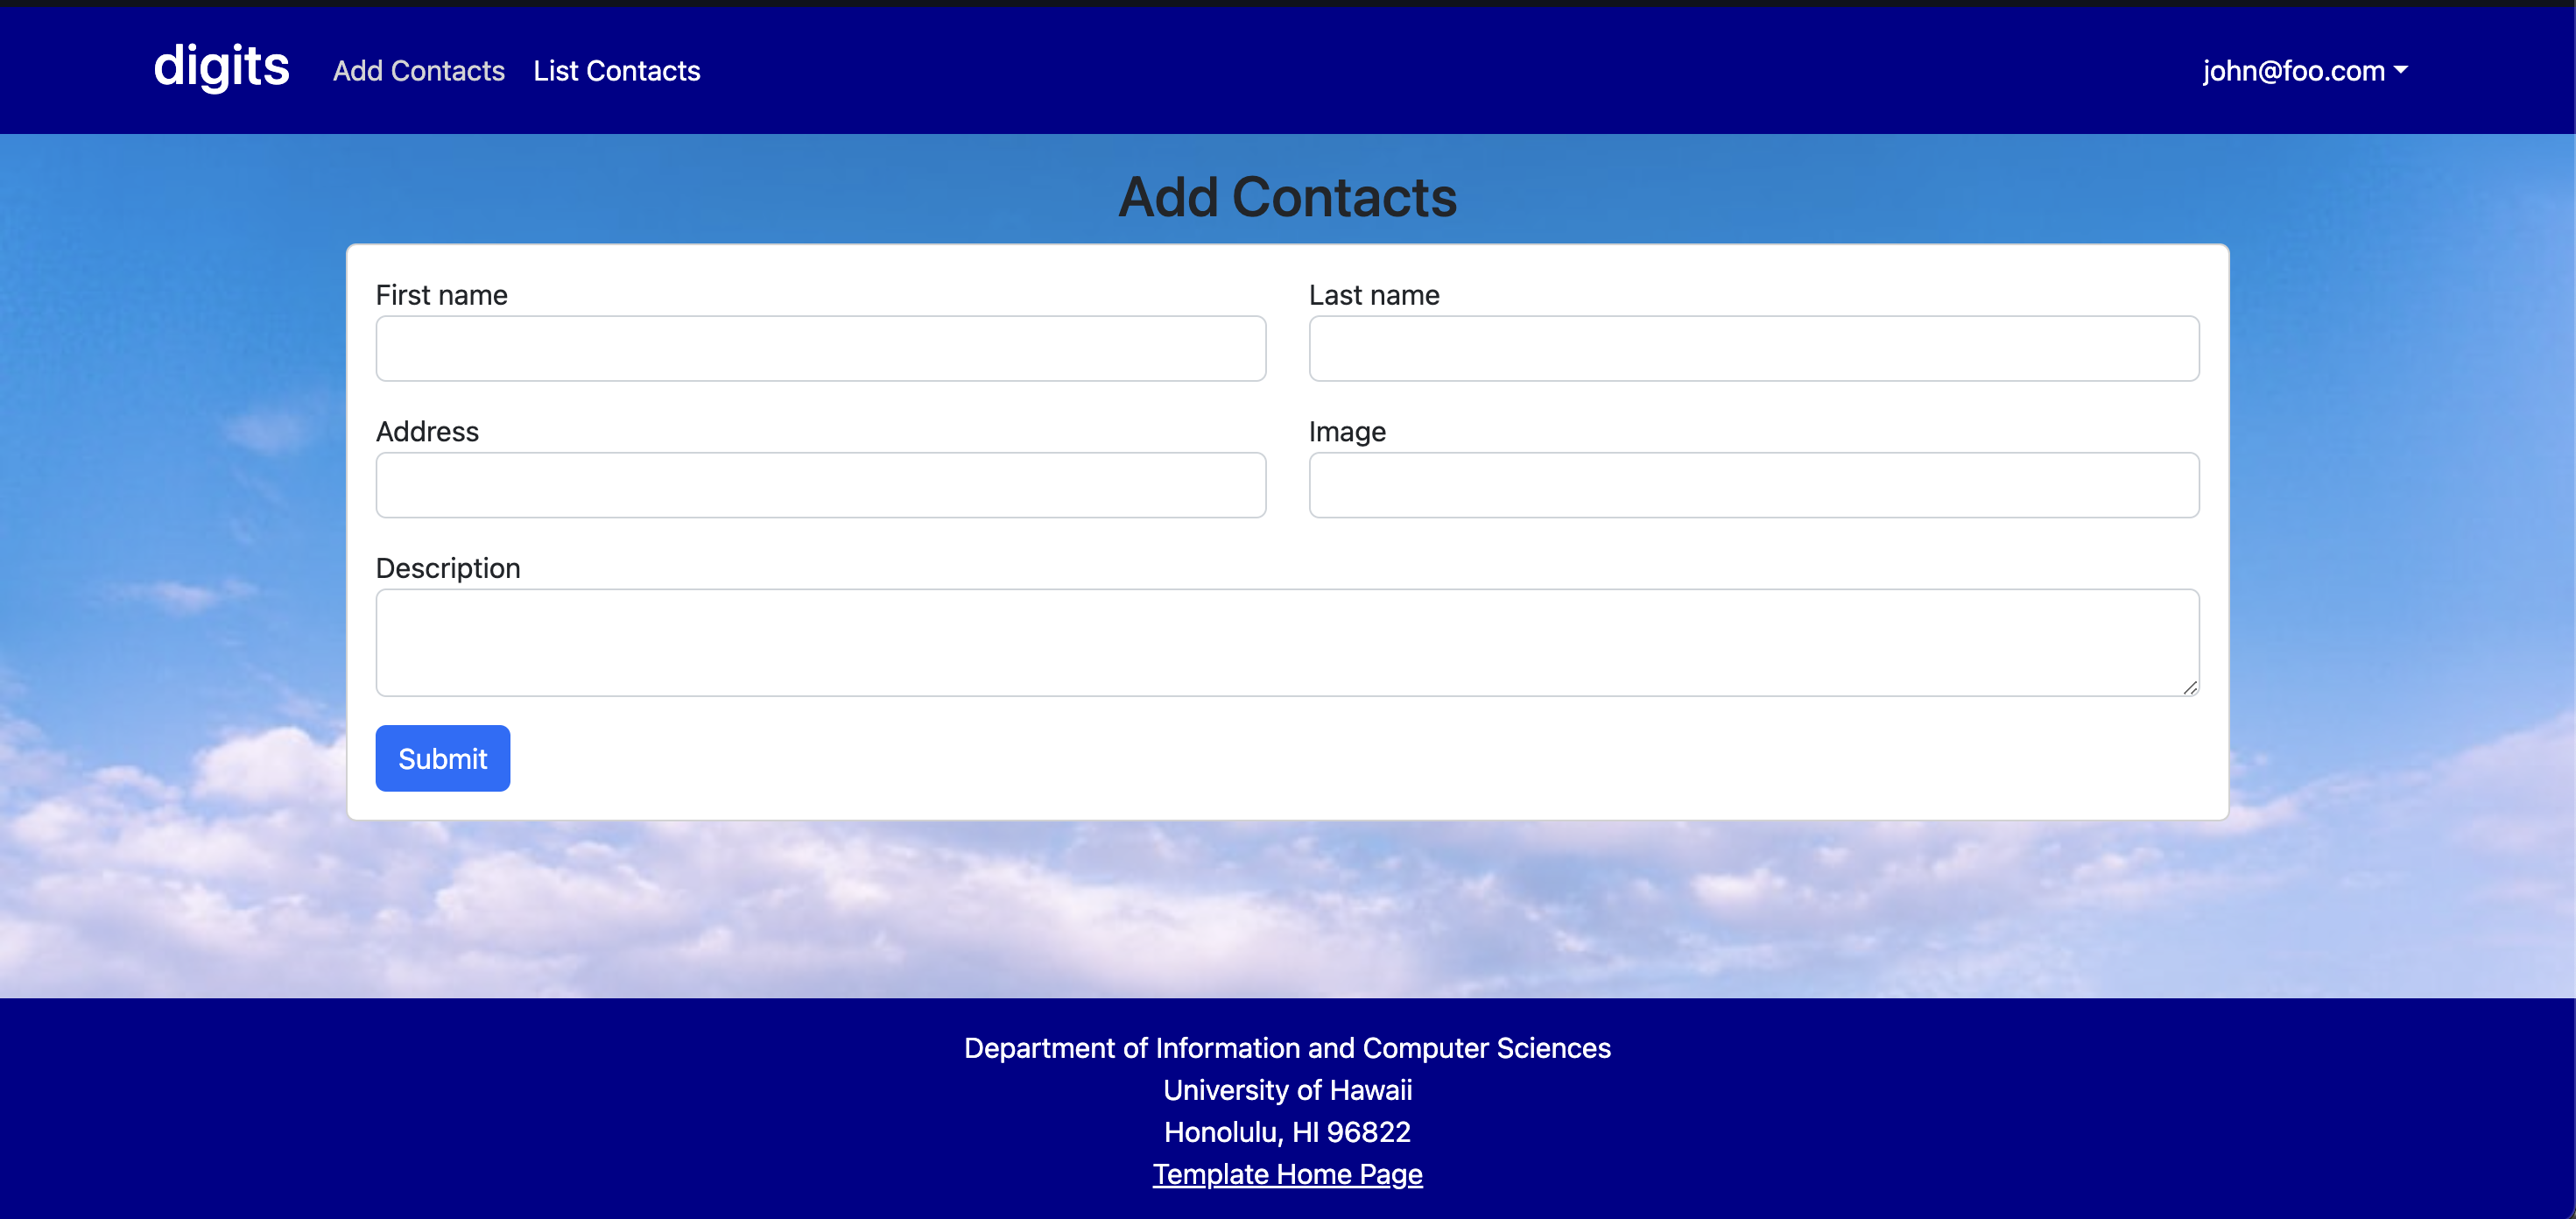 digits Add Contacts List Contacts john@foo.com
Add Contacts
First name Last name
Address Image
Description
Submit
Department of Information and Computer Sciences
University of Hawaii
Honolulu, HI 96822
Template Home Page